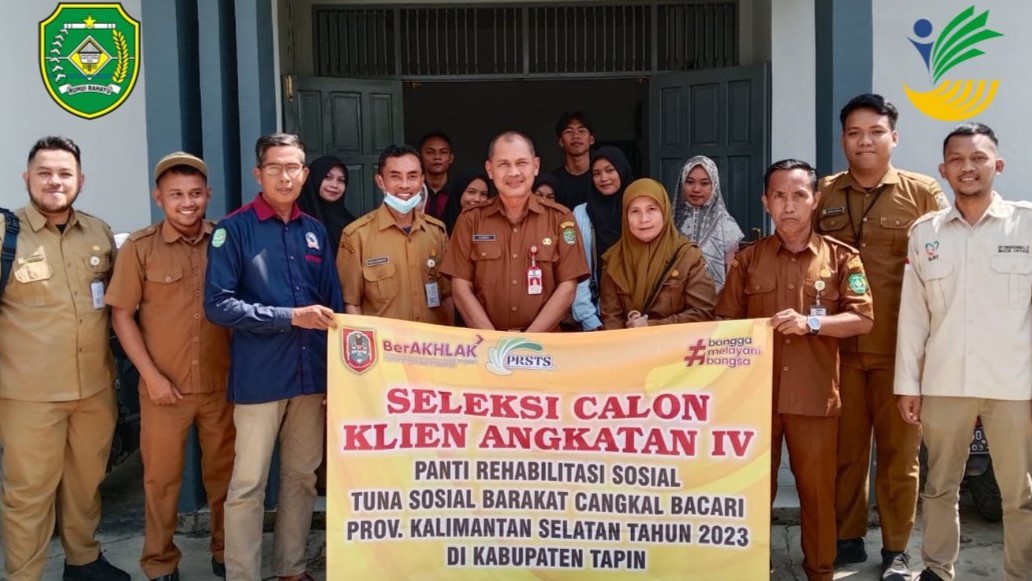 RUHUI RAHAYU
BerAKHLAK
PRSTS
#bangga
melayani
bangsa
SELEKSI CALON
KLIEN ANGKATAN IV
PANTI REHABILITASI SOSIAL
TUNA SOSIAL BARAKAT CANGKAL BACARI
PROV. KALIMANTAN SELATAN TAHUN 2023
DI KABUPATEN TAPIN